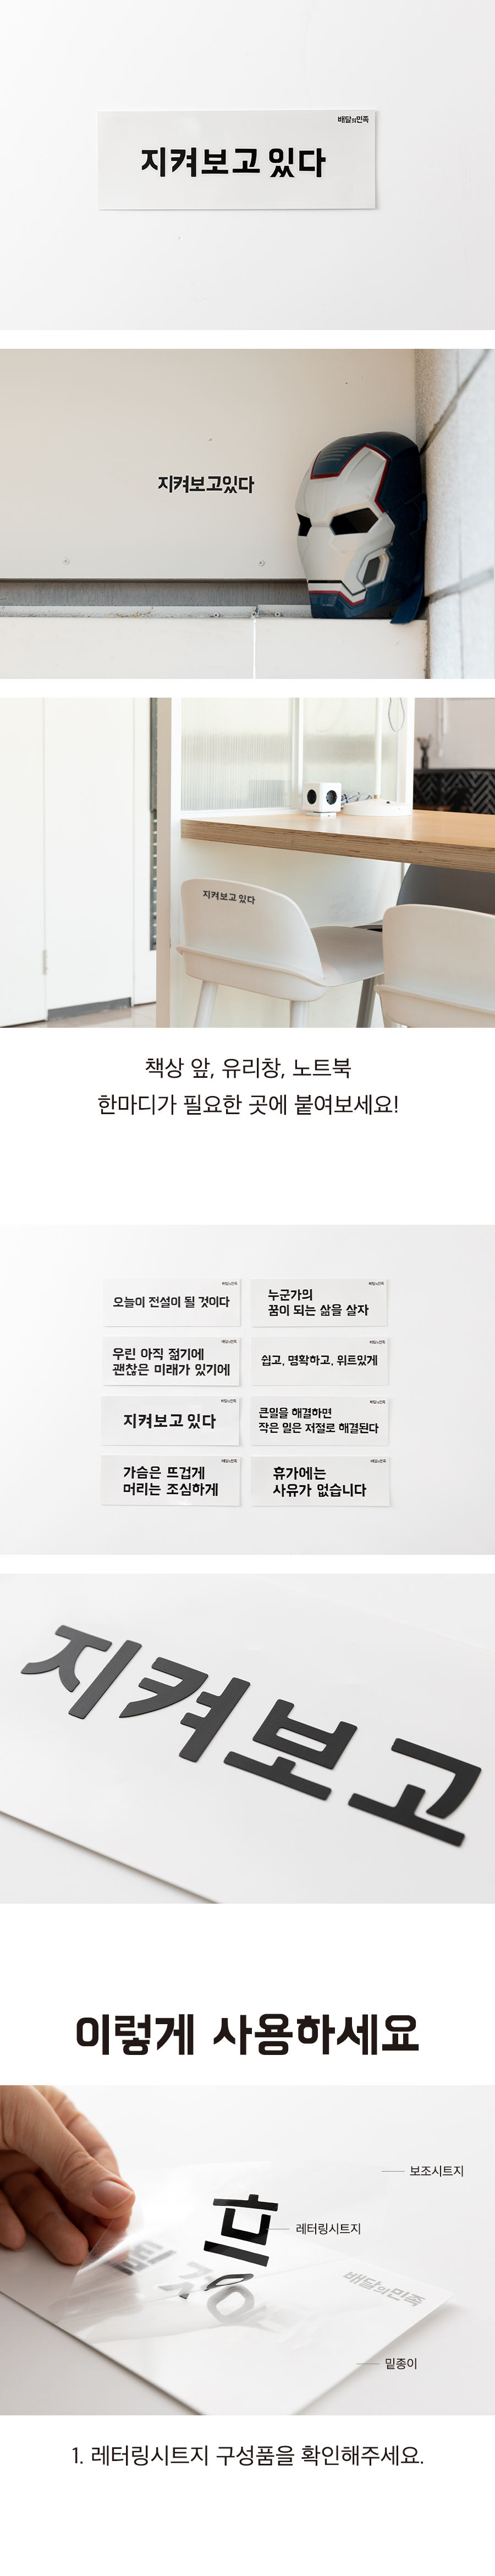 배달의민족
지켜보고 있다
지켜보고있다
지켜보고 있다
책상 앞, 유리창, 노트북
한마디가 필요한 곳에 붙여보세요!
배달의민족
오늘이 전설이 될 것이다
배달의민족
누군가의
꿈이 되는 삶을 살자
배달의민족
우린 아직 젊기에
괜찮은 미래가 있기에
배달의민족
쉽고, 명확하고, 위트있게
배달의민족
지켜보고 있다
배달의민족
큰일을 해결하면
작은 일은 저절로 해결된다
배달의민족
가슴은 뜨겁게
머리는 조심하게
배달의민족
휴가에는
사유가 없습니다
지켜보고
이렇게 사용하세요
보조시트지
레터링시트지
배달의민족
밑종이
1. 레터링시트지 구성품을 확인해주세요.